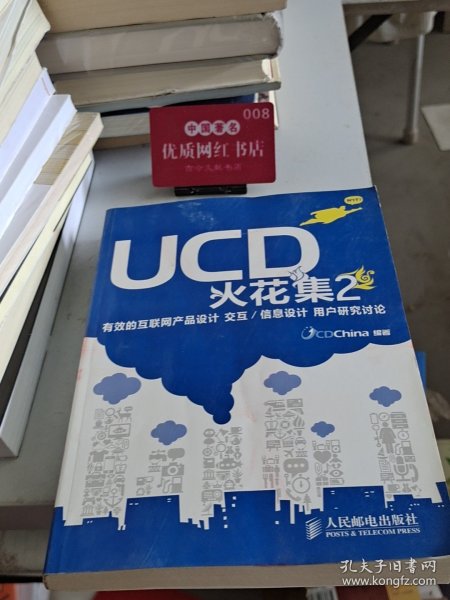 008
中国著名
优质网红书店
UCD
火花集2
有效的互联网产品设计 交互/信息设计 用户研究讨论
UCDChina 编著
人民邮电出版社
POSTS & TELECOM PRESS
孔夫子旧书网
www.kongfz.com